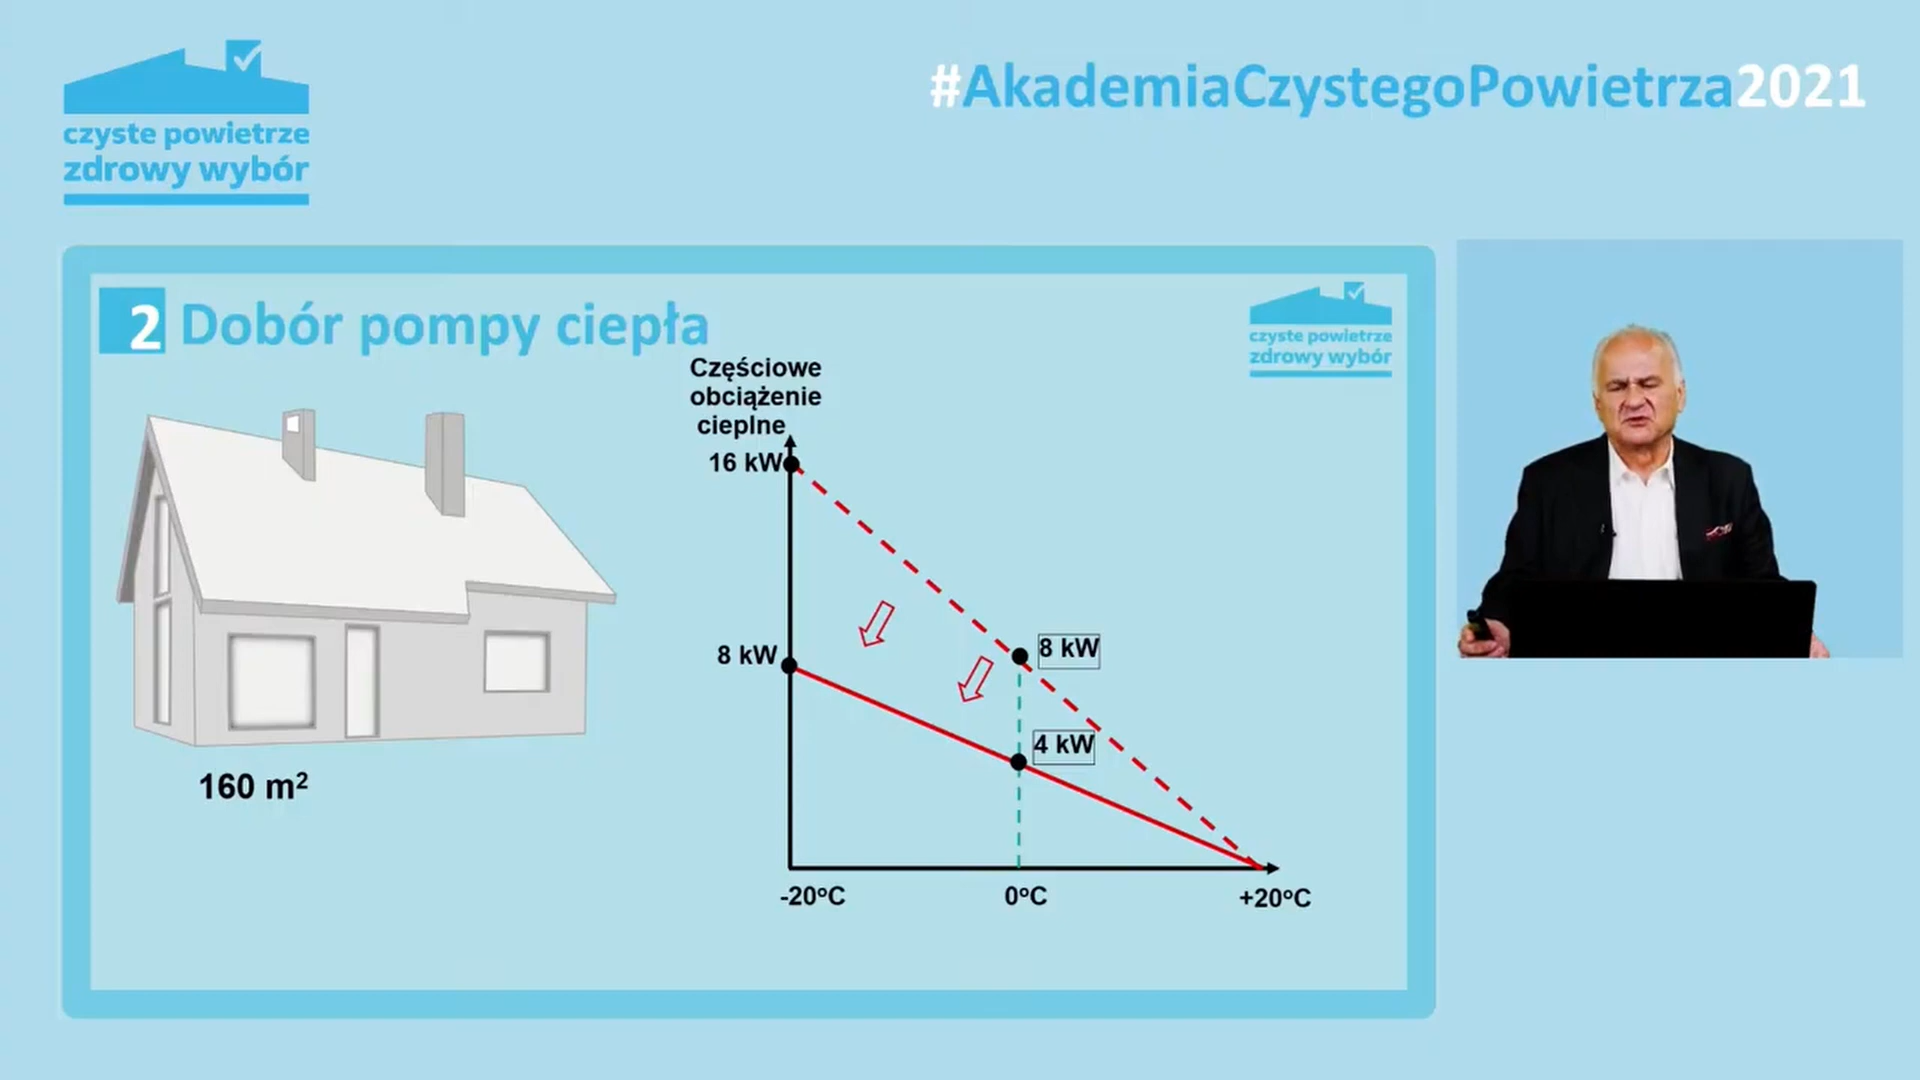 czyste powietrze
zdrowy wybór
#AkademiaCzystegoPowietrza2021
2 Dobór pompy ciepła
czyste powietrze
zdrowy wybór
Częściowe
obciążenie
cieplne
16 kW
8 kW
8 kW
4 kW
160 m²
-20°C
0°C
+20°C